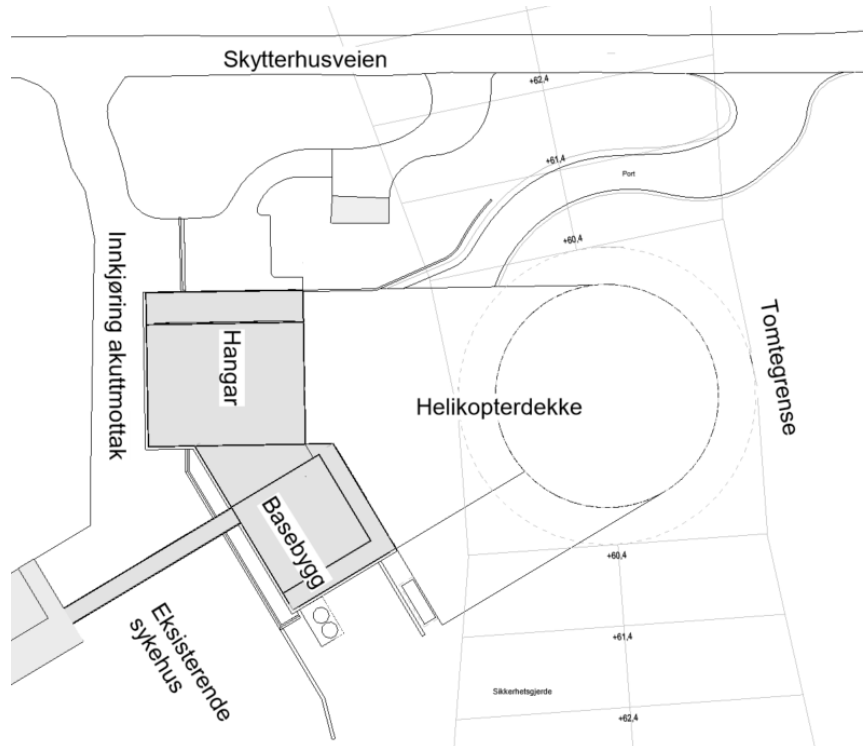 Skytterhusveien
+62,4
+61,4
Port
+60,4
Innkjøring akuttmottak
Hangar
Helikopterdekke
Tomtegrense
Basebygg
+60,4
Eksisterende
sykehus
+61,4
Sikkerhetsgjerde
+62,4